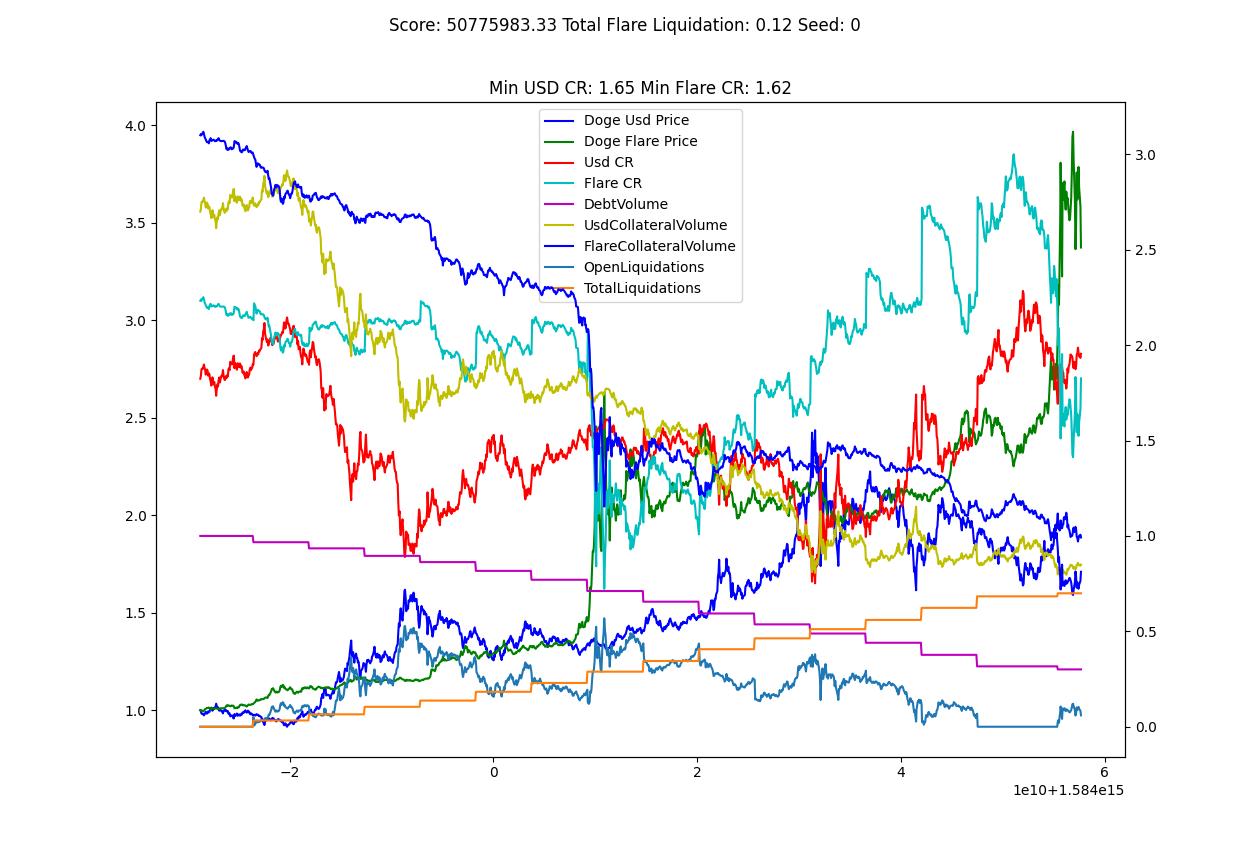 Score: 50775983.33 Total Flare Liquidation: 0.12 Seed: 0
Min USD CR: 1.65 Min Flare CR: 1.62
Doge Usd Price
Doge Flare Price
Usd CR
Flare CR
DebtVolume
UsdCollateralVolume
FlareCollateralVolume
OpenLiquidations
TotalLiquidations
4.0
3.5
3.0
2.5
2.0
1.5
1.0
3.0
2.5
2.0
1.5
1.0
0.5
0.0
−2 0 2 4 6
1e10+1.584e15